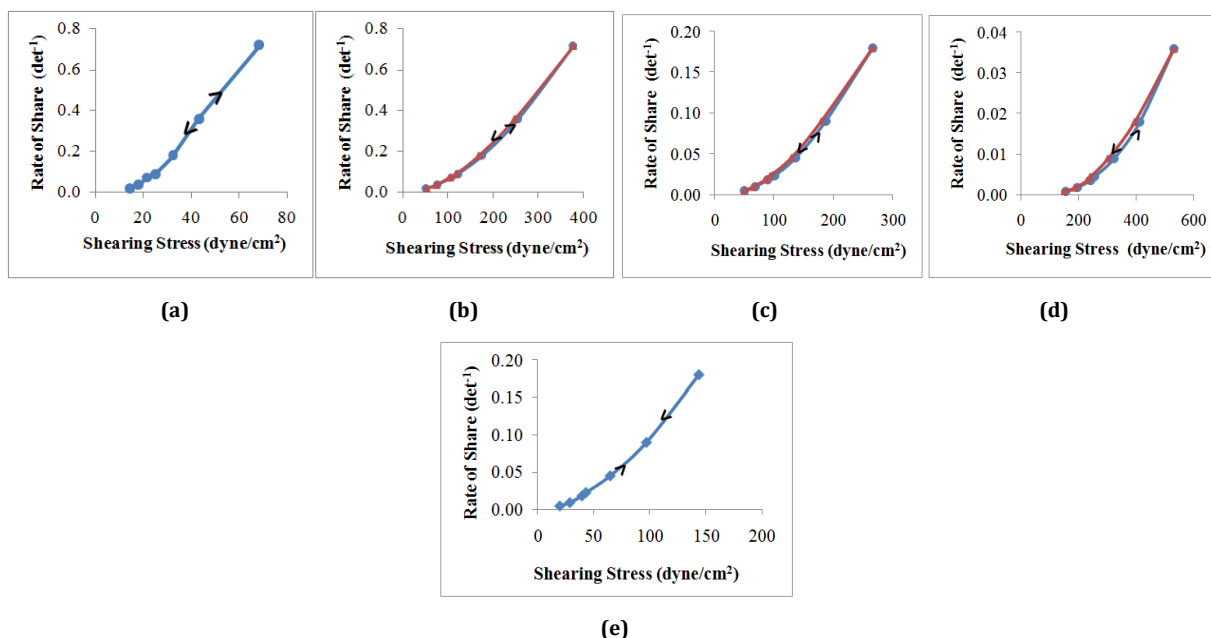 Rate of Share (det-1)
0.8
0.6
0.4
0.2
0.0
0 20 40 60 80
Shearing Stress (dyne/cm2)
(a)
Rate of Share (det-1)
0.8
0.6
0.4
0.2
0.0
0 100 200 300 400
Shearing Stress (dyne/cm2)
(b)
Rate of Share (det-1)
0.20
0.15
0.10
0.05
0.00
0 100 200 300
Shearing Stress (dyne/cm2)
(c)
Rate of Share (det-1)
0.04
0.03
0.02
0.01
0.00
0 200 400 600
Shearing Stress (dyne/cm2)
(d)
Rate of Share (det-1)
0.20
0.15
0.10
0.05
0.00
0 50 100 150 200
Shearing Stress (dyne/cm2)
(e)